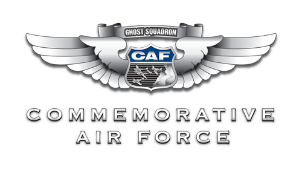 GHOST SQUADRON
CAF
COMMEMORATIVE
AIR FORCE